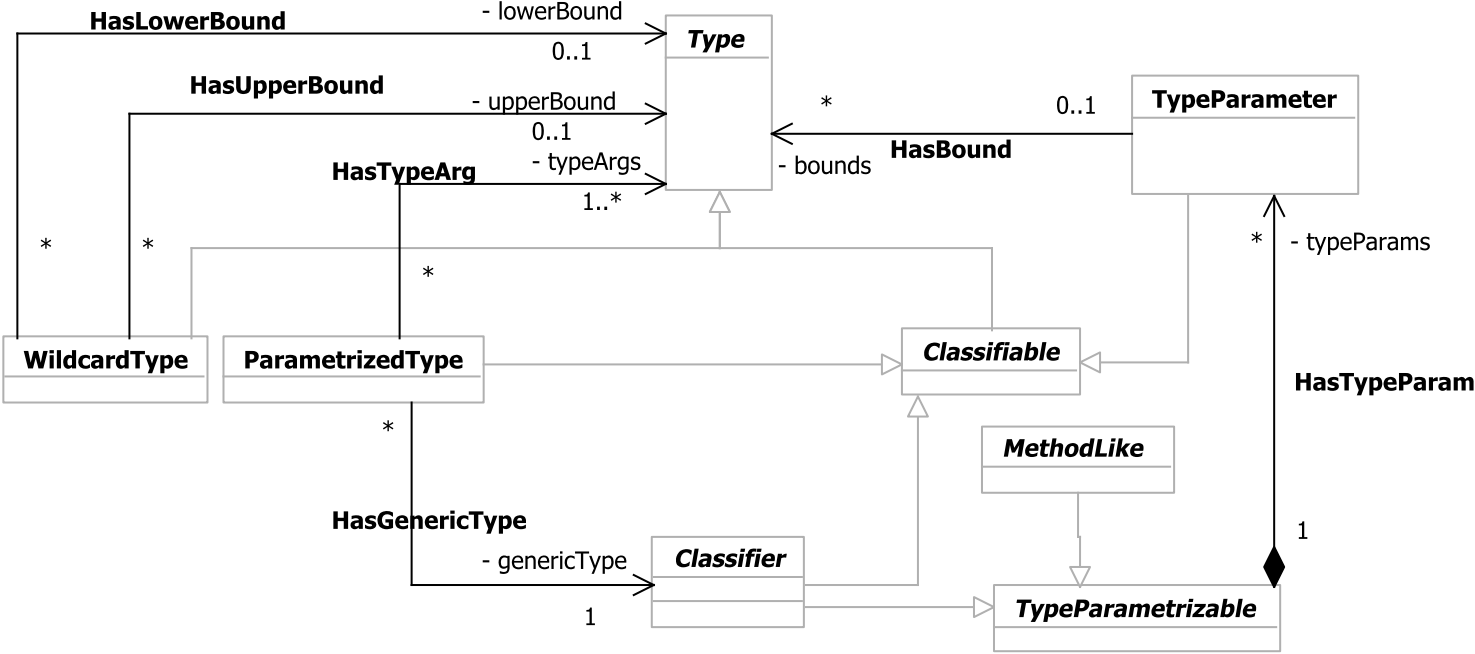 HasLowerBound
- lowerBound
0..1
Type
HasUpperBound
- upperBound
0..1
HasTypeArg
- typeArgs
1..*
*
0..1
HasBound
- bounds
TypeParameter
*
*
*
*
- typeParams
WildcardType
ParametrizedType
Classifiable
HasTypeParam
*
MethodLike
HasGenericType
- genericType
1
Classifier
1
TypeParametrizable